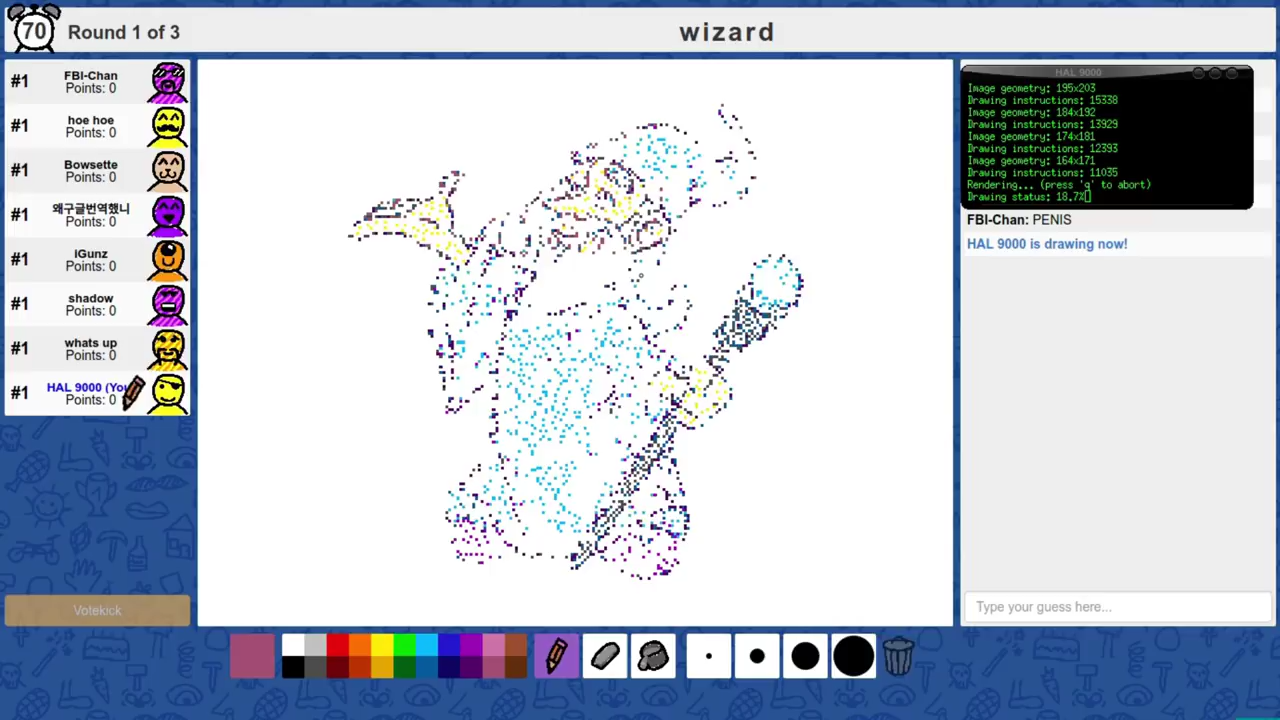 70
Round 1 of 3
wizard
#1
FBI-Chan
Points: 0
#1
hoe hoe
Points: 0
#1
Bowsette
Points: 0
#1
왜구글번역했니
Points: 0
#1
iGunz
Points: 0
#1
shadow
Points: 0
#1
whats up
Points: 0
#1
HAL 9000 (You
Points: 0
Votekick
HAL 9000
Image geometry: 195x203
Drawing instructions: 15338
Image geometry: 184x192
Drawing instructions: 13929
Image geometry: 174x181
Drawing instructions: 12393
Image geometry: 164x171
Drawing instructions: 11035
Rendering... (press 'q' to abort)
Drawing status: 18.7%
FBI-Chan: PENIS
HAL 9000 is drawing now!
Type your guess here...